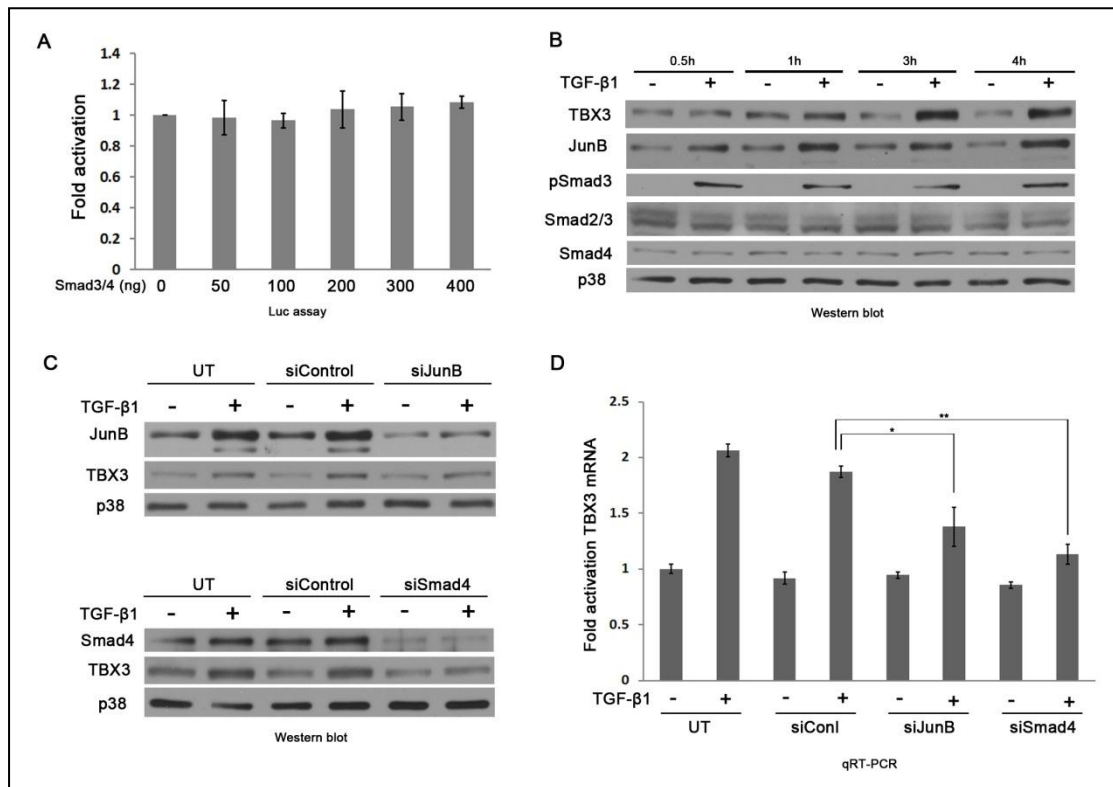 A
Fold activation
1.4
1.2
1
0.8
0.6
0.4
0.2
0
Smad3/4 (ng) 0 50 100 200 300 400
Luc assay
B
0.5h 1h 3h 4h
TGF-β1 - + - + - + - +
TBX3
JunB
pSmad3
Smad2/3
Smad4
p38
Western blot
C
UT siControl siJunB
TGF-β1 - + - + - +
JunB
TBX3
p38
UT siControl siSmad4
TGF-β1 - + - + - +
Smad4
TBX3
p38
Western blot
D
Fold activation TBX3 mRNA
2.5
2
1.5
1
0.5
0
**
*
TGF-β1 - + - + - + - +
UT siConl siJunB siSmad4
qRT-PCR